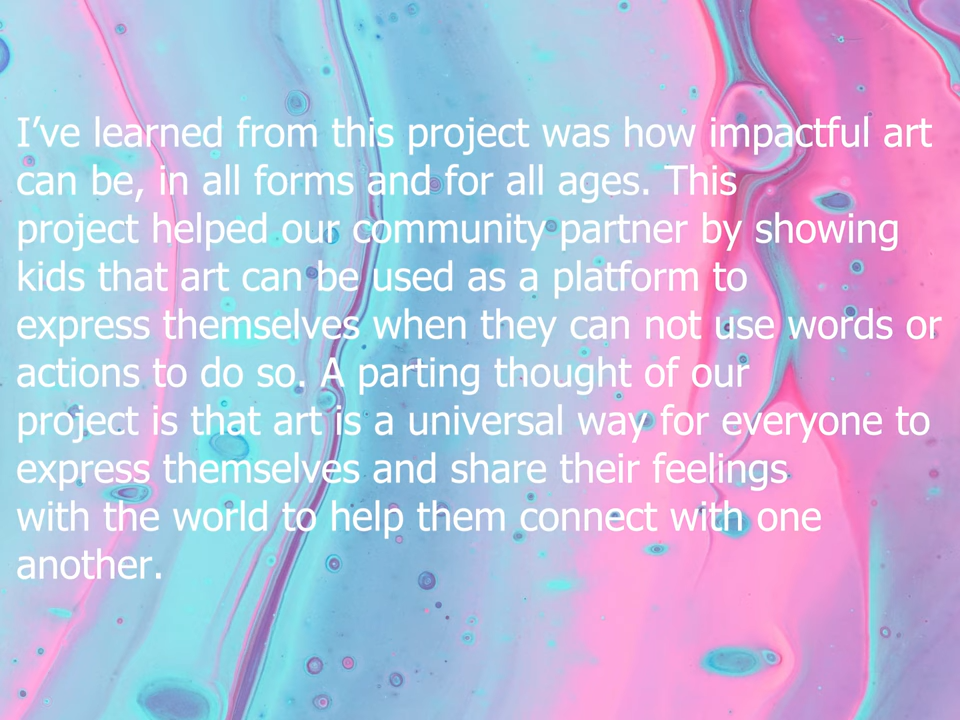 I’ve learned from this project was how impactful art
can be, in all forms and for all ages. This
project helped our community partner by showing
kids that art can be used as a platform to
express themselves when they can not use words or
actions to do so. A parting thought of our
project is that art is a universal way for everyone to
express themselves and share their feelings
with the world to help them connect with one
another.